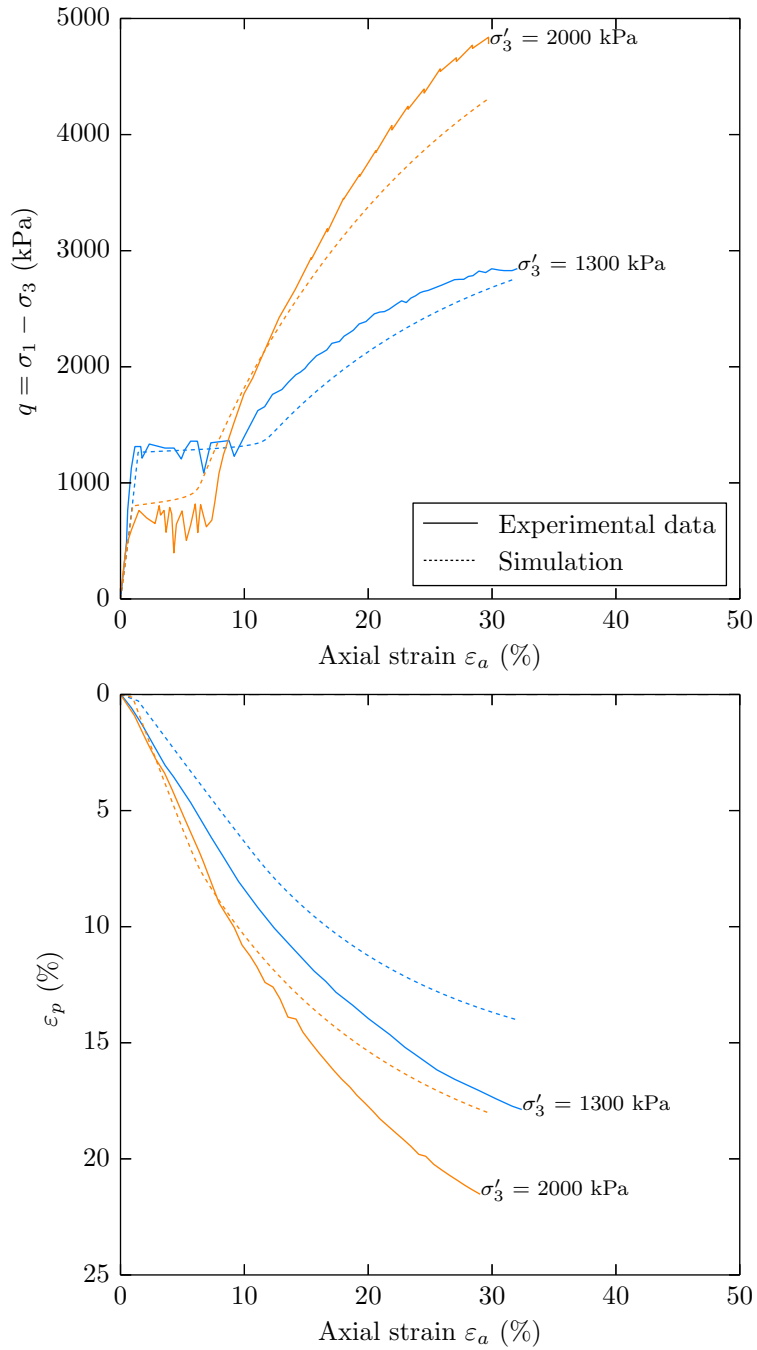 5000
4000
3000
2000
1000
0
q = σ₁ − σ₃ (kPa)
σ′₃ = 2000 kPa
σ′₃ = 1300 kPa
Experimental data
Simulation
0 10 20 30 40 50
Axial strain εₐ (%)
0
5
10
15
20
25
εₚ (%)
σ′₃ = 1300 kPa
σ′₃ = 2000 kPa
0 10 20 30 40 50
Axial strain εₐ (%)